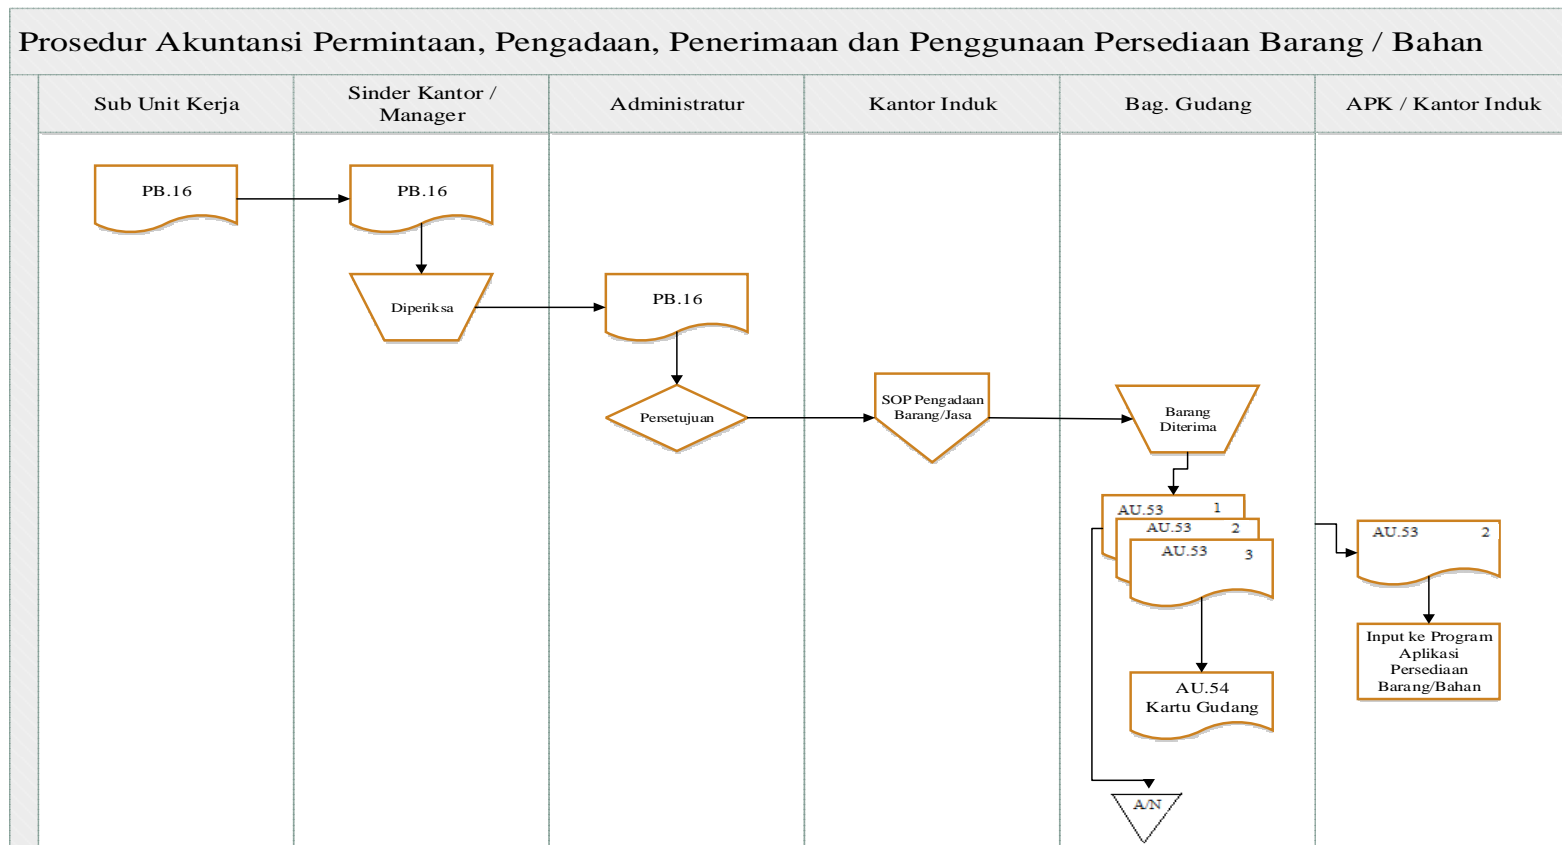 Prosedur Akuntansi Permintaan, Pengadaan, Penerimaan dan Penggunaan Persediaan Barang / Bahan
Sub Unit Kerja
Sinder Kantor /
Manager
Administratur
Kantor Induk
Bag. Gudang
APK / Kantor Induk
PB.16
PB.16
Diperiksa
PB.16
Persetujuan
SOP Pengadaan
Barang/Jasa
Barang
Diterima
AU.53 1
AU.53 2
AU.53 3
AU.54
Kartu Gudang
A/N
AU.53 2
Input ke Program
Aplikasi
Persediaan
Barang/Bahan